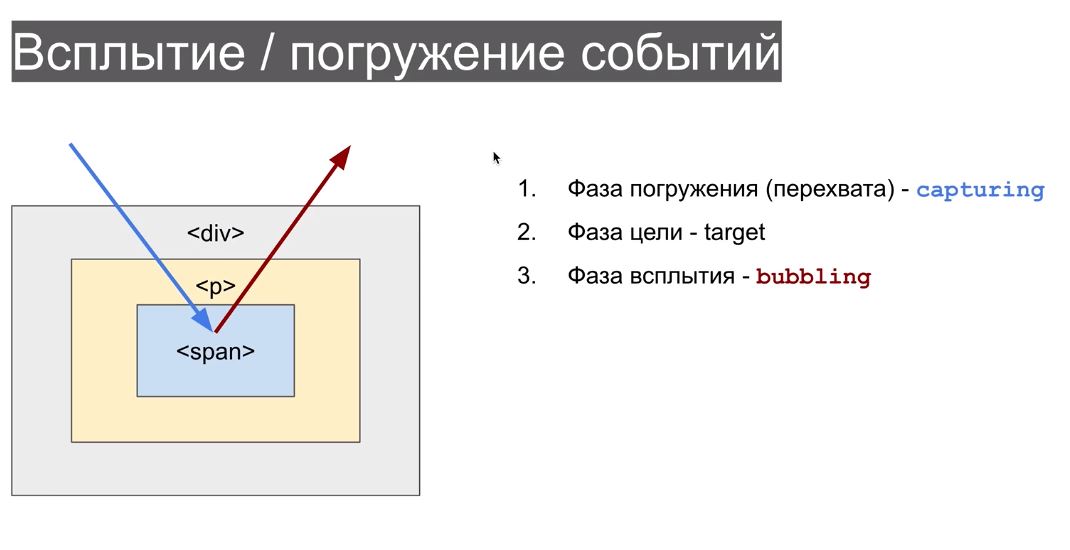 Всплытие / погружение событий
<div>
<p>
<span>
1. Фаза погружения (перехвата) - capturing
2. Фаза цели - target
3. Фаза всплытия - bubbling